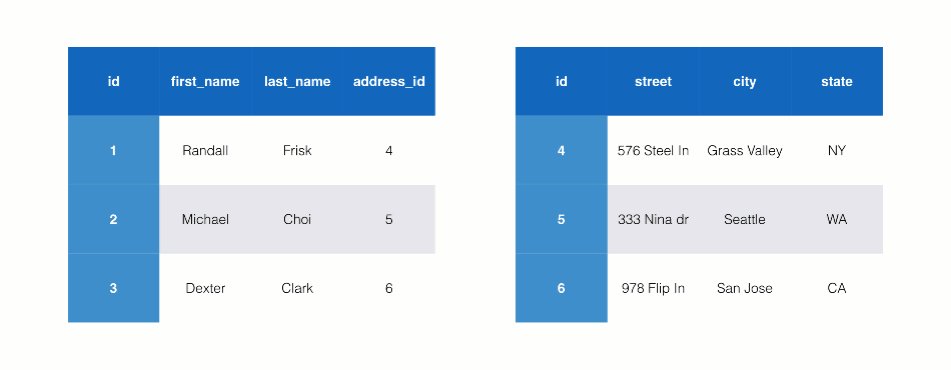 id first_name last_name address_id
1 Randall Frisk 4
2 Michael Choi 5
3 Dexter Clark 6
id street city state
4 576 Steel ln Grass Valley NY
5 333 Nina dr Seattle WA
6 978 Flip ln San Jose CA